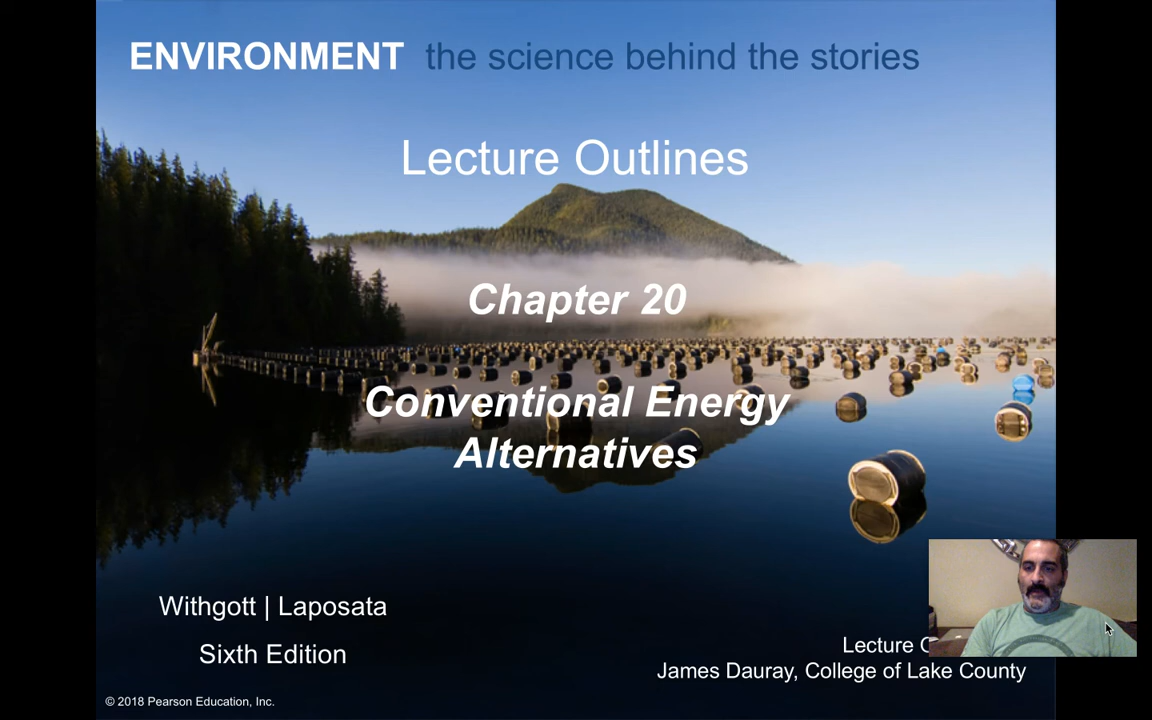 ENVIRONMENT the science behind the stories
Lecture Outlines
Chapter 20
Conventional Energy
Alternatives
Withgott | Laposata
Sixth Edition
Lecture
James Dauray, College of Lake County
© 2018 Pearson Education, Inc.